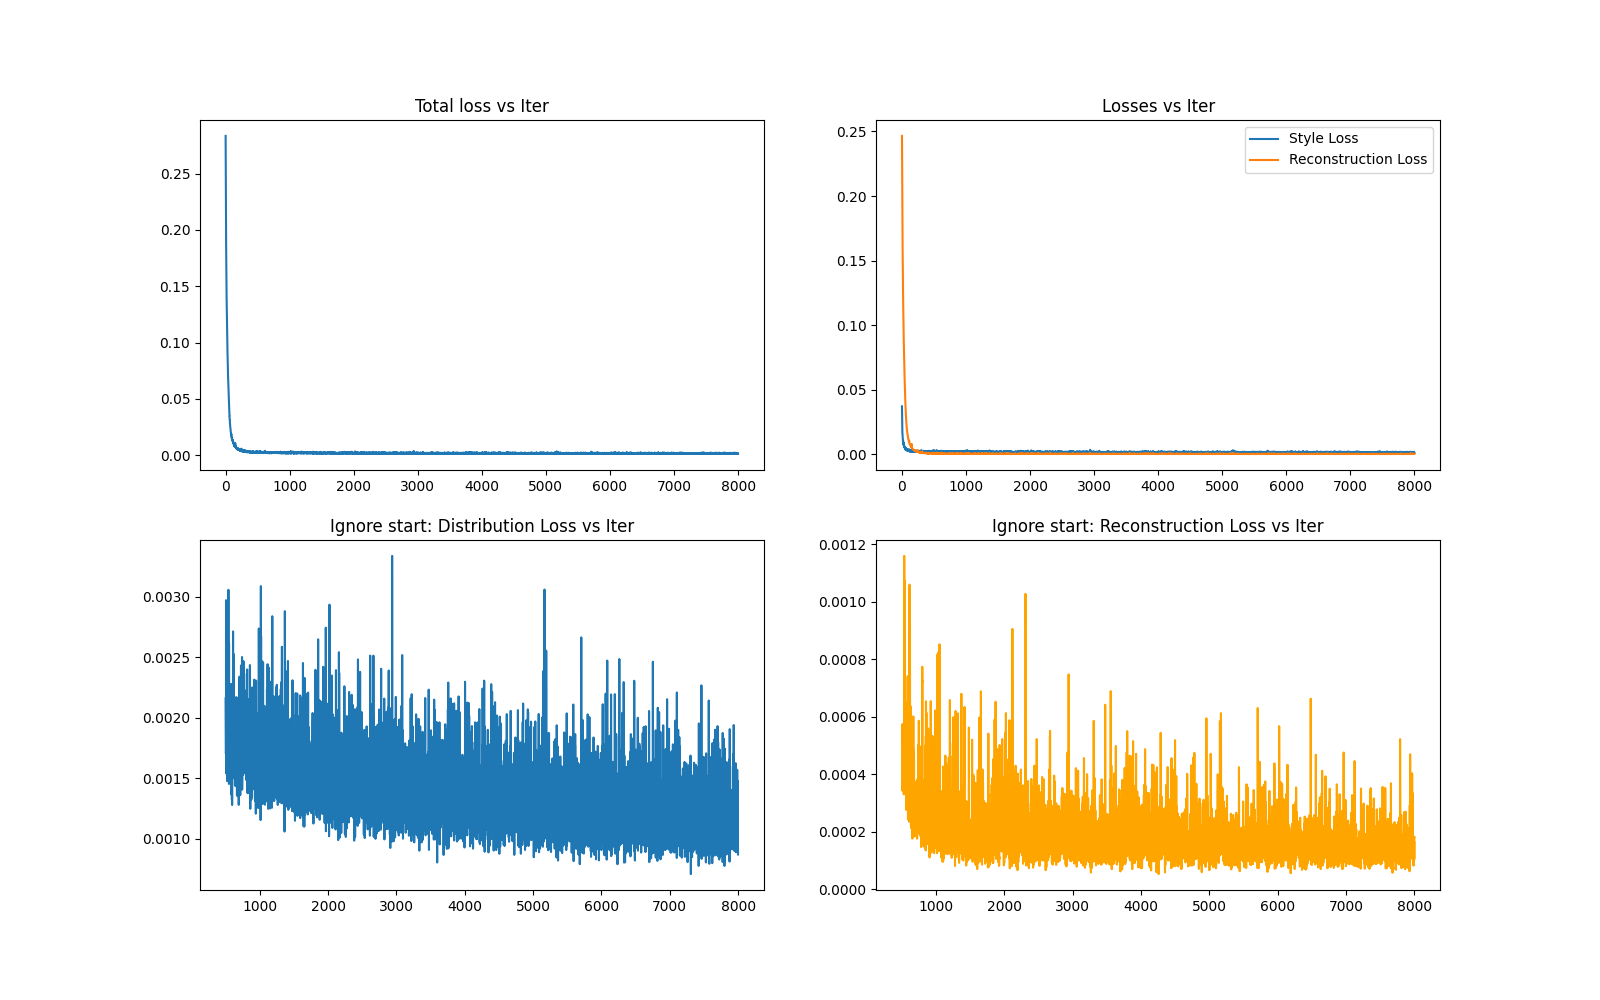 Total loss vs Iter
0.25
0.20
0.15
0.10
0.05
0.00
0 1000 2000 3000 4000 5000 6000 7000 8000
Losses vs Iter
Style Loss
Reconstruction Loss
0.25
0.20
0.15
0.10
0.05
0.00
0 1000 2000 3000 4000 5000 6000 7000 8000
Ignore start: Distribution Loss vs Iter
0.0030
0.0025
0.0020
0.0015
0.0010
1000 2000 3000 4000 5000 6000 7000 8000
Ignore start: Reconstruction Loss vs Iter
0.0012
0.0010
0.0008
0.0006
0.0004
0.0002
0.0000
1000 2000 3000 4000 5000 6000 7000 8000